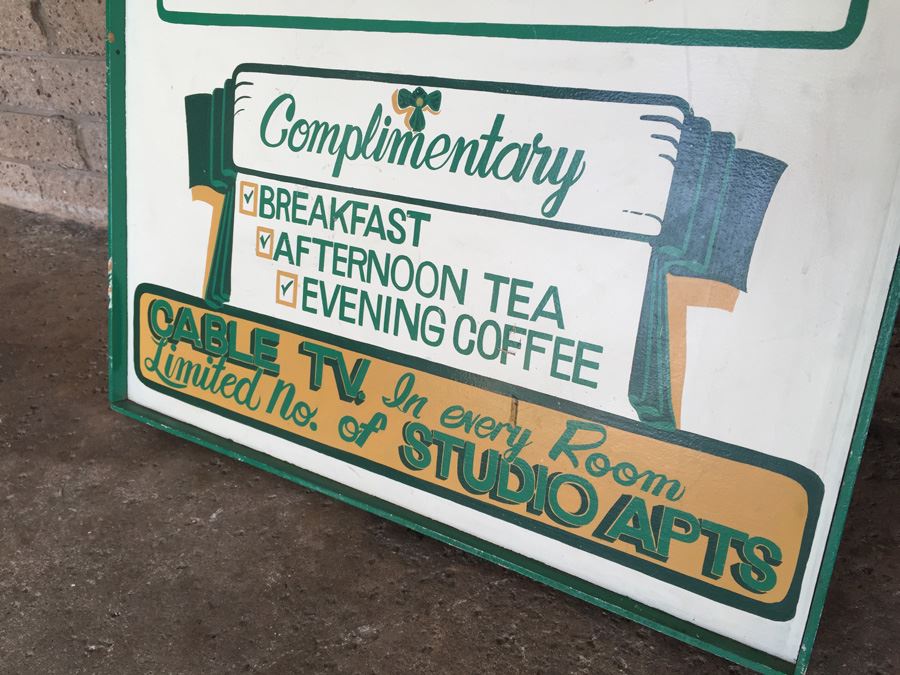 Complimentary
BREAKFAST
AFTERNOON TEA
EVENING COFFEE
CABLE TV. In every Room
Limited no. of STUDIO APTS